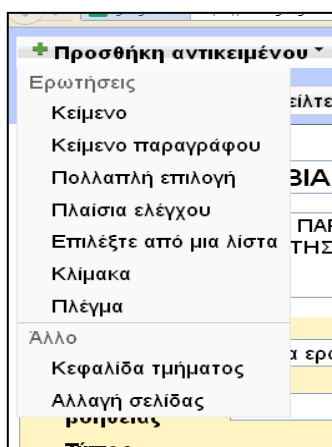 Προσθήκη αντικειμένου
Ερωτήσεις
Κείμενο
Κείμενο παραγράφου
Πολλαπλή επιλογή
Πλαίσια ελέγχου
Επιλέξτε από μια λίστα
Κλίμακα
Πλέγμα
Άλλο
Κεφαλίδα τμήματος
Αλλαγή σελίδας
βοήθειας